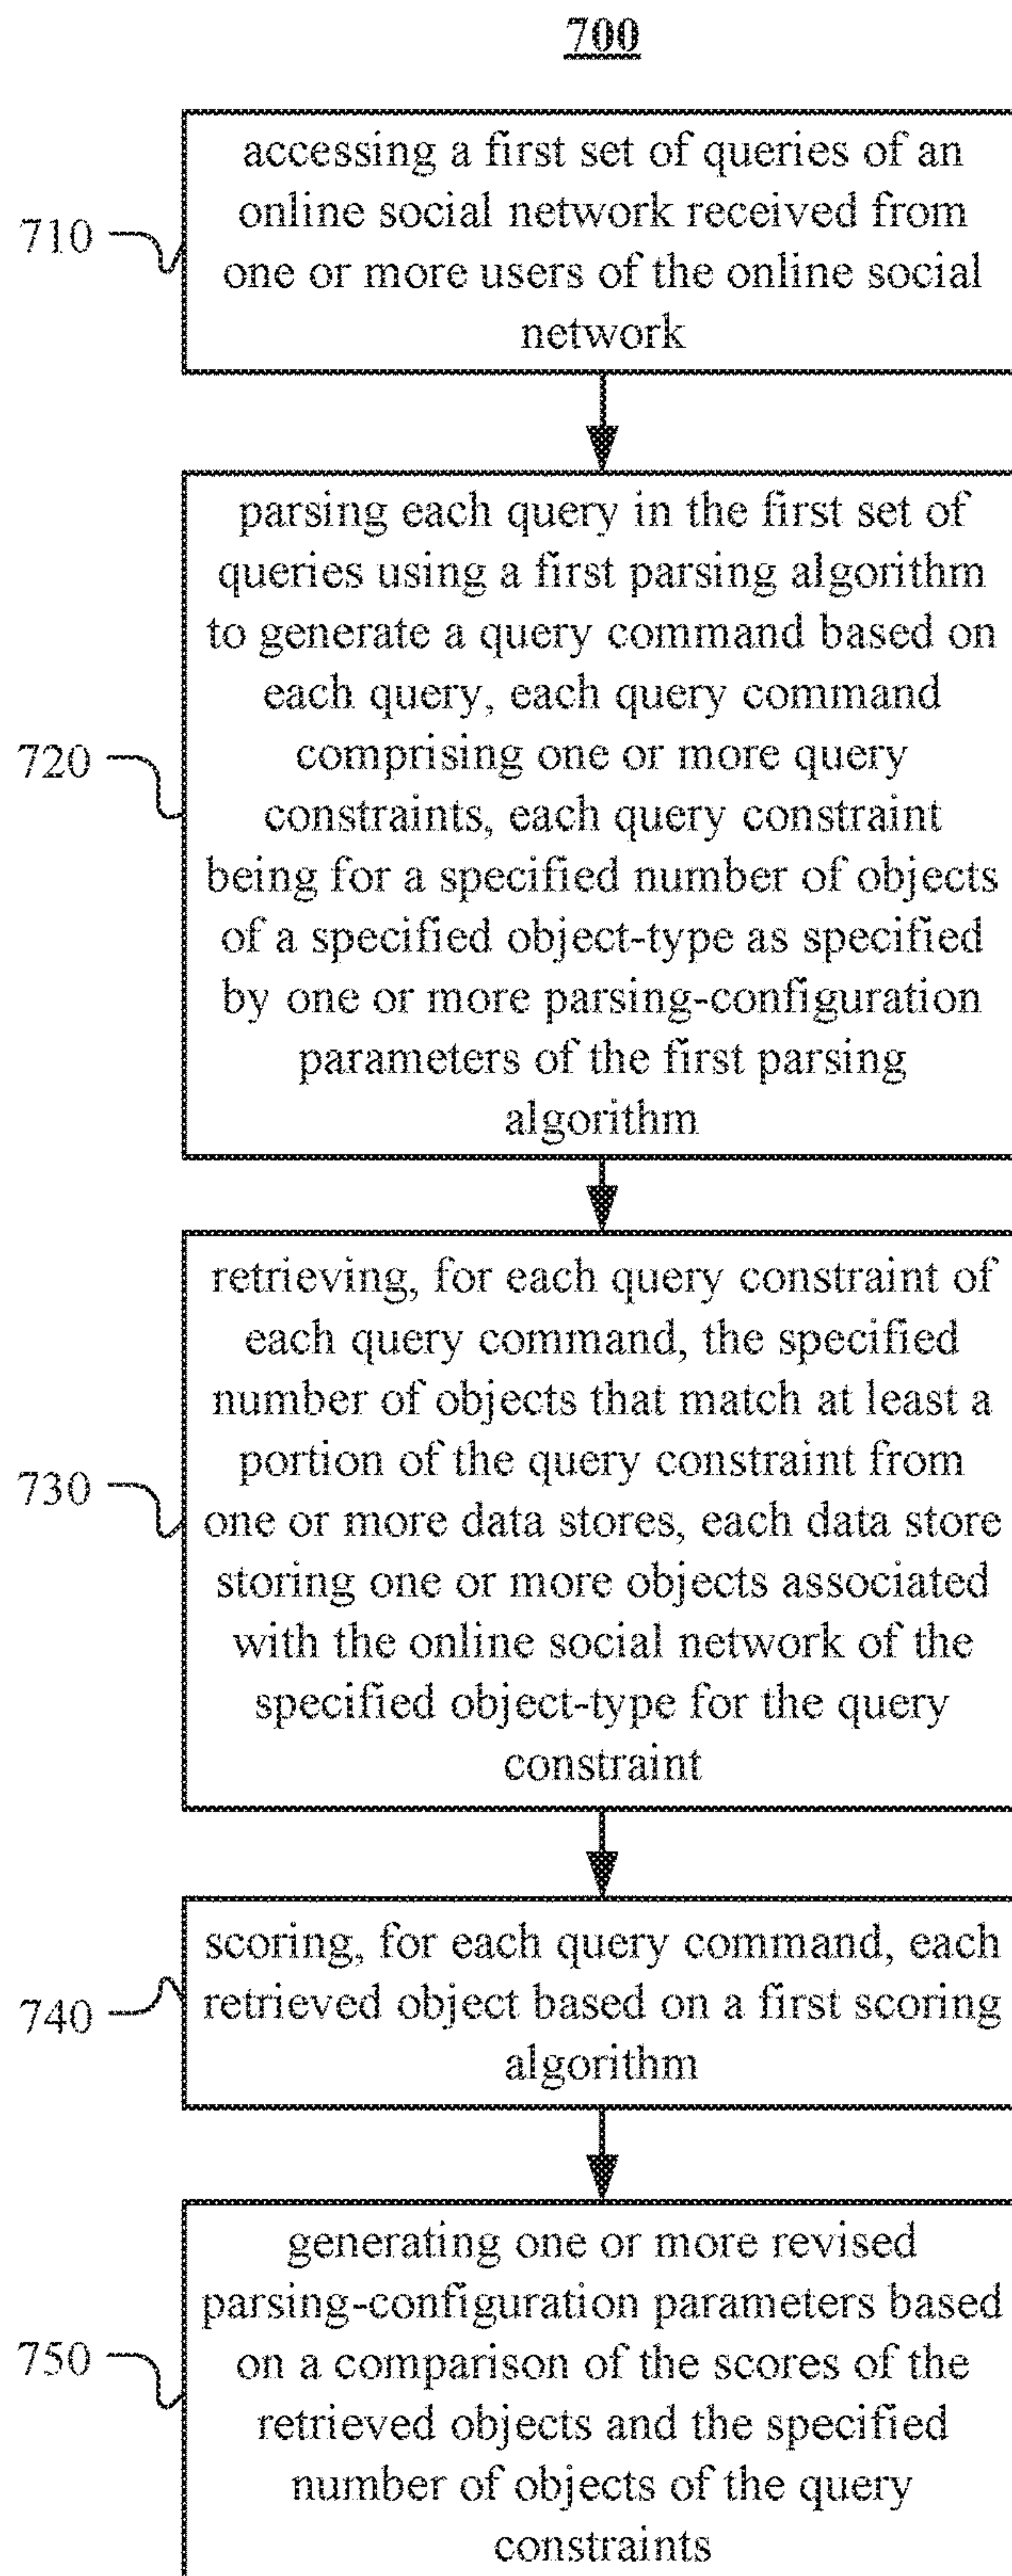 700
710
accessing a first set of queries of an
online social network received from
one or more users of the online social
network
720
parsing each query in the first set of
queries using a first parsing algorithm
to generate a query command based on
each query, each query command
comprising one or more query
constraints, each query constraint
being for a specified number of objects
of a specified object-type as specified
by one or more parsing-configuration
parameters of the first parsing
algorithm
730
retrieving, for each query constraint of
each query command, the specified
number of objects that match at least a
portion of the query constraint from
one or more data stores, each data store
storing one or more objects associated
with the online social network of the
specified object-type for the query
constraint
740
scoring, for each query command, each
retrieved object based on a first scoring
algorithm
750
generating one or more revised
parsing-configuration parameters based
on a comparison of the scores of the
retrieved objects and the specified
number of objects of the query
constraints